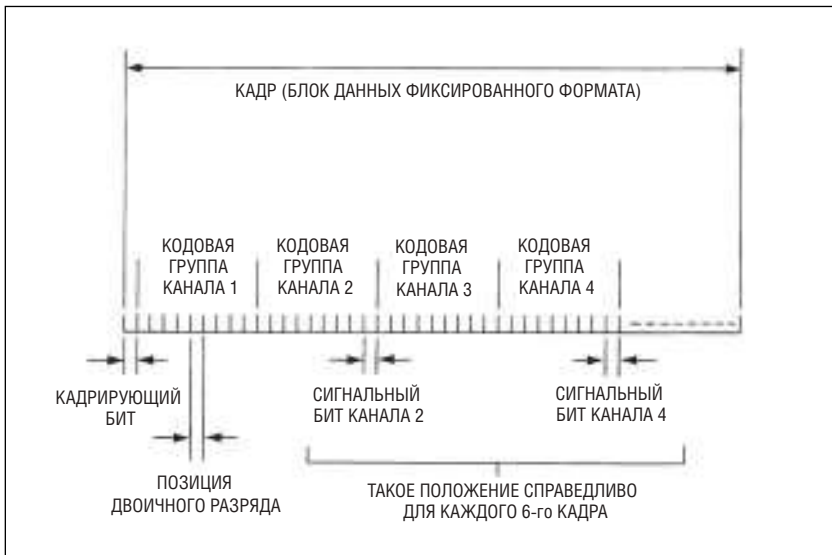 КАДР (БЛОК ДАННЫХ ФИКСИРОВАННОГО ФОРМАТА)
КОДОВАЯ
ГРУППА
КАНАЛА 1
КОДОВАЯ
ГРУППА
КАНАЛА 2
КОДОВАЯ
ГРУППА
КАНАЛА 3
КОДОВАЯ
ГРУППА
КАНАЛА 4
КАДРИРУЮЩИЙ
БИТ
СИГНАЛЬНЫЙ
БИТ КАНАЛА 2
СИГНАЛЬНЫЙ
БИТ КАНАЛА 4
ПОЗИЦИЯ
ДВОИЧНОГО РАЗРЯДА
ТАКОЕ ПОЛОЖЕНИЕ СПРАВЕДЛИВО
ДЛЯ КАЖДОГО 6-го КАДРА